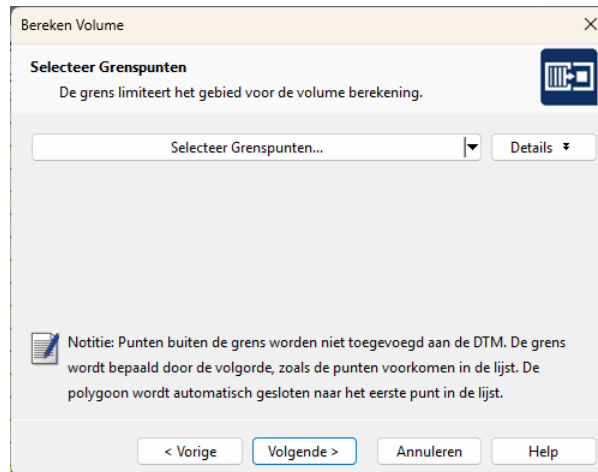 Bereken Volume
Selecteer Grenspunten
De grens limiteert het gebied voor de volume berekening.
Selecteer Grenspunten...
Details
Notitie: Punten buiten de grens worden niet toegevoegd aan de DTM. De grens
wordt bepaald door de volgorde, zoals de punten voorkomen in de lijst. De
polygoon wordt automatisch gesloten naar het eerste punt in de lijst.
< Vorige
Volgende >
Annuleren
Help